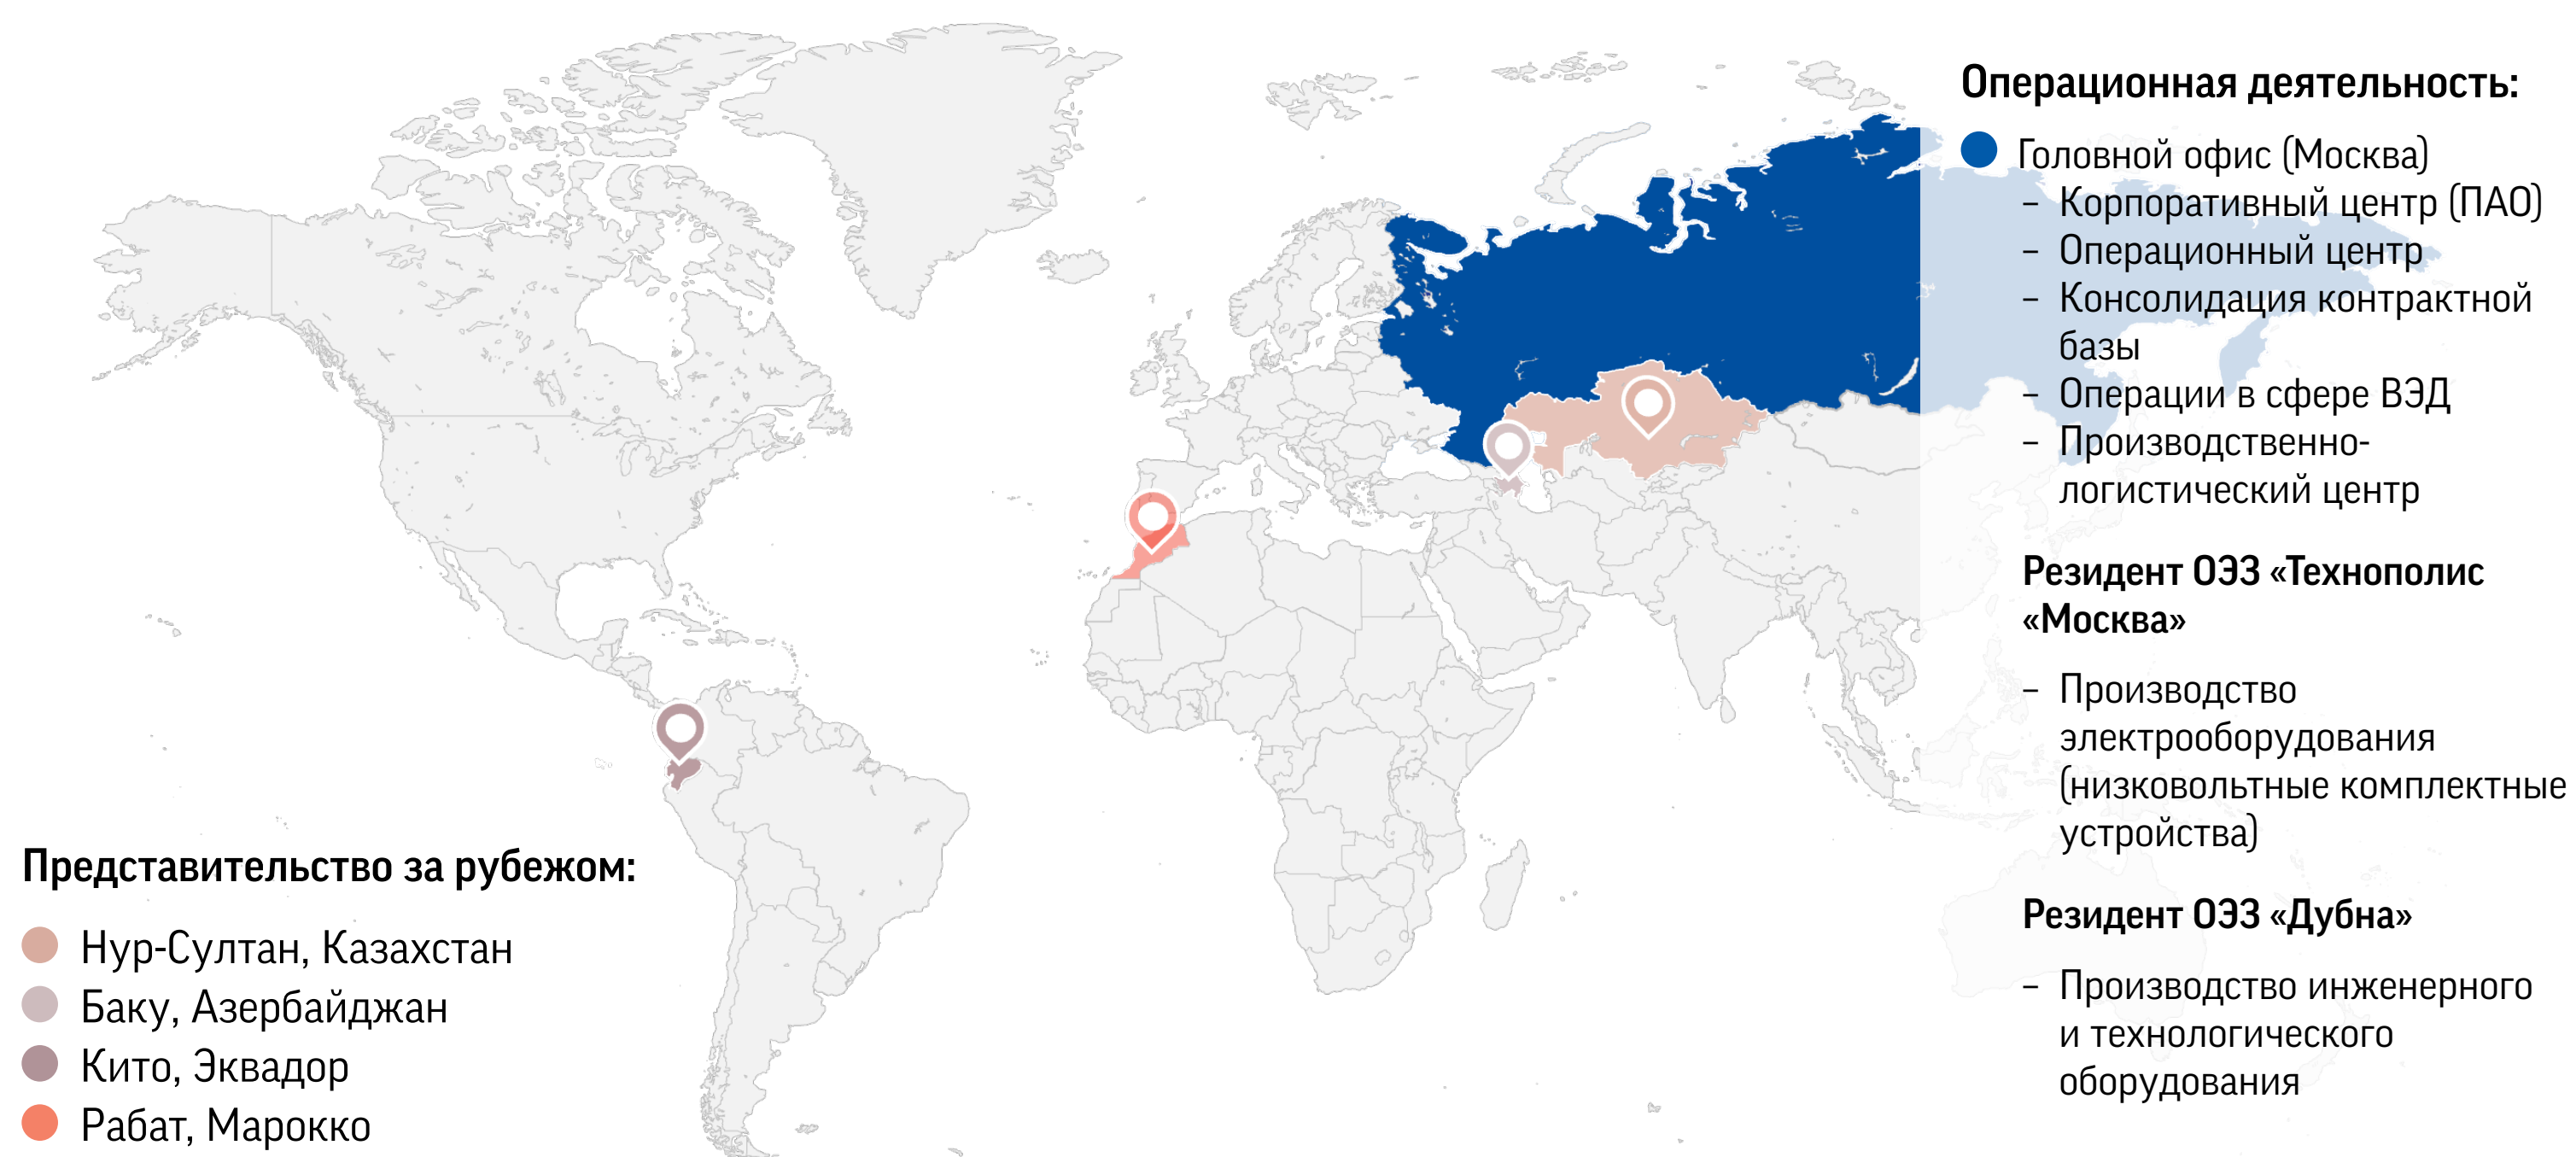 Операционная деятельность:
Головной офис (Москва)
– Корпоративный центр (ПАО)
– Операционный центр
– Консолидация контрактной
базы
– Операции в сфере ВЭД
– Производственно-
логистический центр
Резидент ОЭЗ «Технополис
«Москва»
– Производство
электрооборудования
(низковольтные комплектные
устройства)
Резидент ОЭЗ «Дубна»
– Производство инженерного
и технологического
оборудования
Представительство за рубежом:
Нур-Султан, Казахстан
Баку, Азербайджан
Кито, Эквадор
Рабат, Марокко